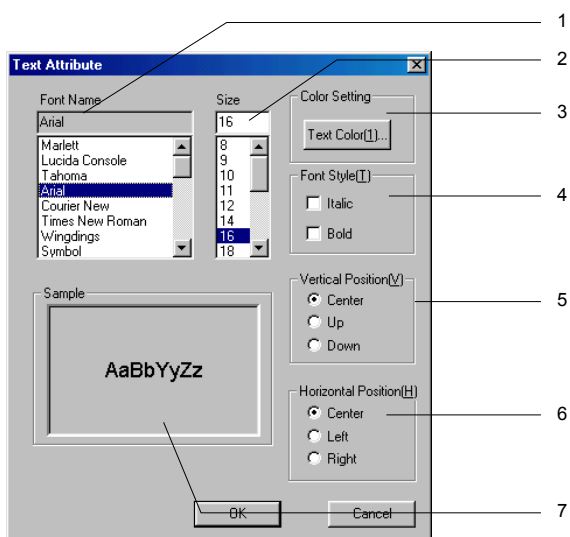 1
Text Attribute
2
Font Name
Size
Color Setting
Arial
16
3
Text Color(1)...
Marlett
Lucida Console
Tahoma
Arial
Courier New
Times New Roman
Wingdings
Symbol
8
9
10
11
12
14
16
18
Font Style(T)
4
Italic
Bold
Vertical Position(V)
5
Center
Up
Down
Sample
AaBbYyZz
Horizontal Position(H)
6
Center
Left
Right
7
OK
Cancel